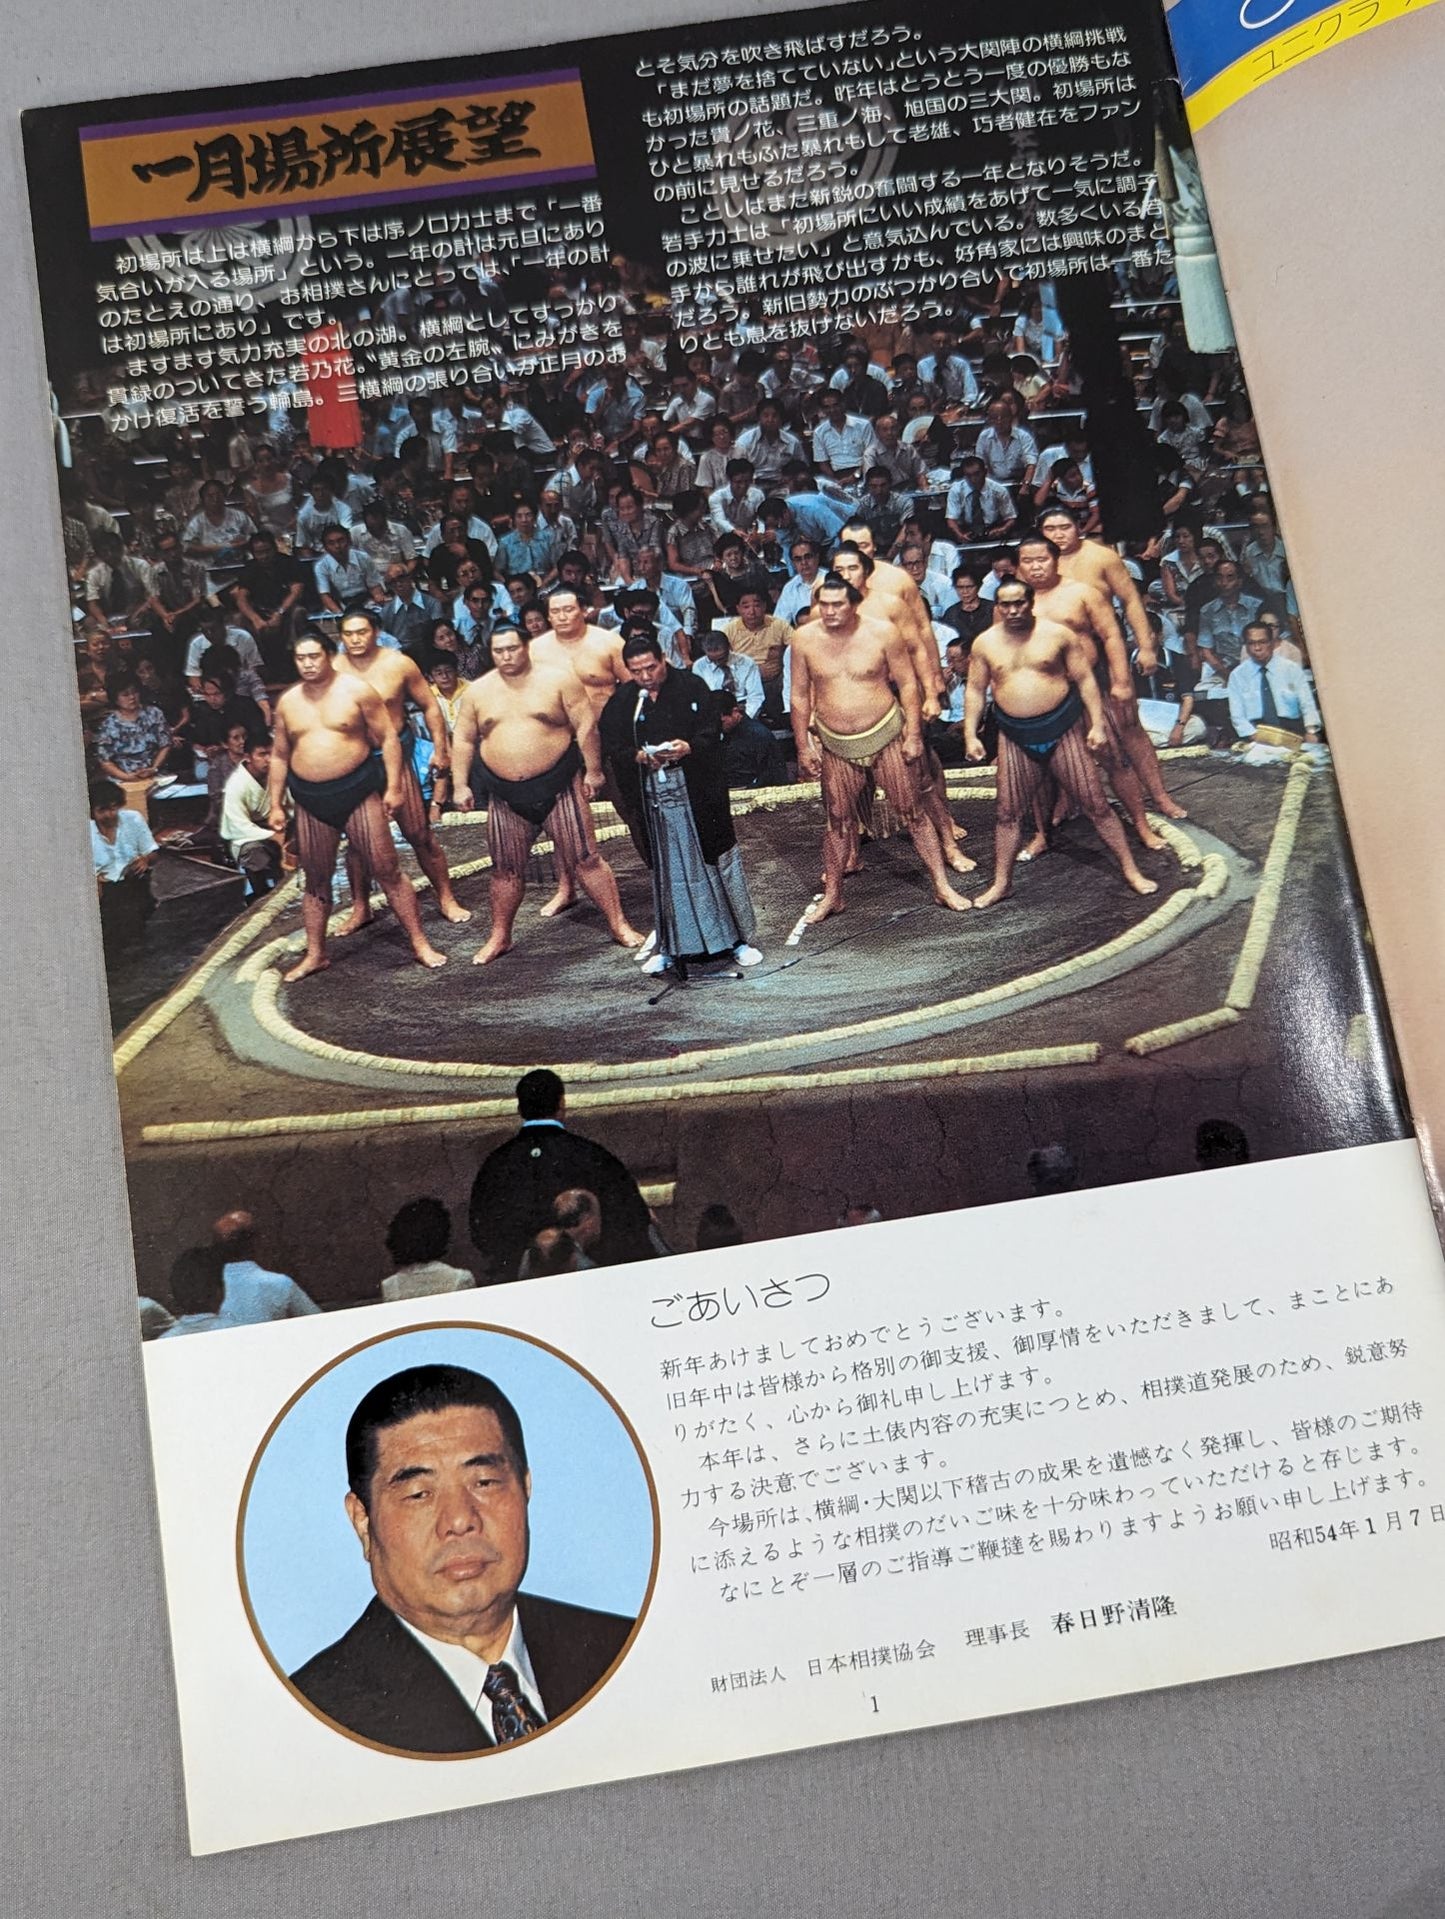 一月場所展望
初場所は上は横綱から下は序ノ口力士まで「一番
気合いが入る場所」という。一年の計は元旦にあり
のたとえの通り、お相撲さんにとっては、「一年の計
は初場所にあり」です。
ますます気力充実の北の湖。横綱としてすっかり
貫録のついてきた若乃花。〝黄金の左腕〟にみがきを
かけ復活を誓う輪島。三横綱の張り合いが正月のお
とそ気分を吹き飛ばすだろう。
「まだ夢を捨てていない」という大関陣の横綱挑戦
も初場所の話題だ。昨年はとうとう一度の優勝もな
かった貴ノ花、三重ノ海、旭国の三大関。初場所は
ひと暴れもふた暴れもして老雄、巧者健在をファン
の前に見せるだろう。
ことしはまた新鋭の奮闘する一年となりそうだ。
若手力士は「初場所にいい成績をあげて一気に調子
の波に乗せたい」と意気込んでいる。数多くいる若
手から誰れが飛び出すかも、好角家には興味のまと
だろう。新旧勢力のぶつかり合いで初場所は一番た
りとも息を抜けないだろう。
ユニクラ
ごあいさつ
新年あけましておめでとうございます。
旧年中は皆様から格別の御支援、御厚情をいただきまして、まことにあ
りがたく、心から御礼申し上げます。
本年は、さらに土俵内容の充実につとめ、相撲道発展のため、鋭意努
力する決意でございます。
今場所は、横綱・大関以下稽古の成果を遺憾なく発揮し、皆様のご期待
に添えるような相撲のだいご味を十分味わっていただけると存じます。
なにとぞ一層のご指導ご鞭撻を賜わりますようお願い申し上げます。
昭和54年1月7日
財団法人 日本相撲協会 理事長 春日野清隆
1